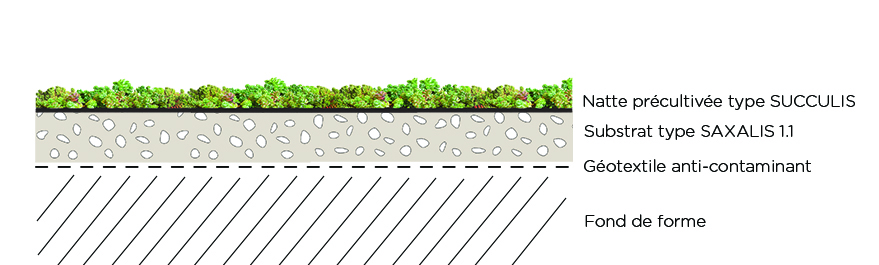 Natte précultivée type SUCCULIS
Substrat type SAXALIS 1.1
Géotextile anti-contaminant
Fond de forme